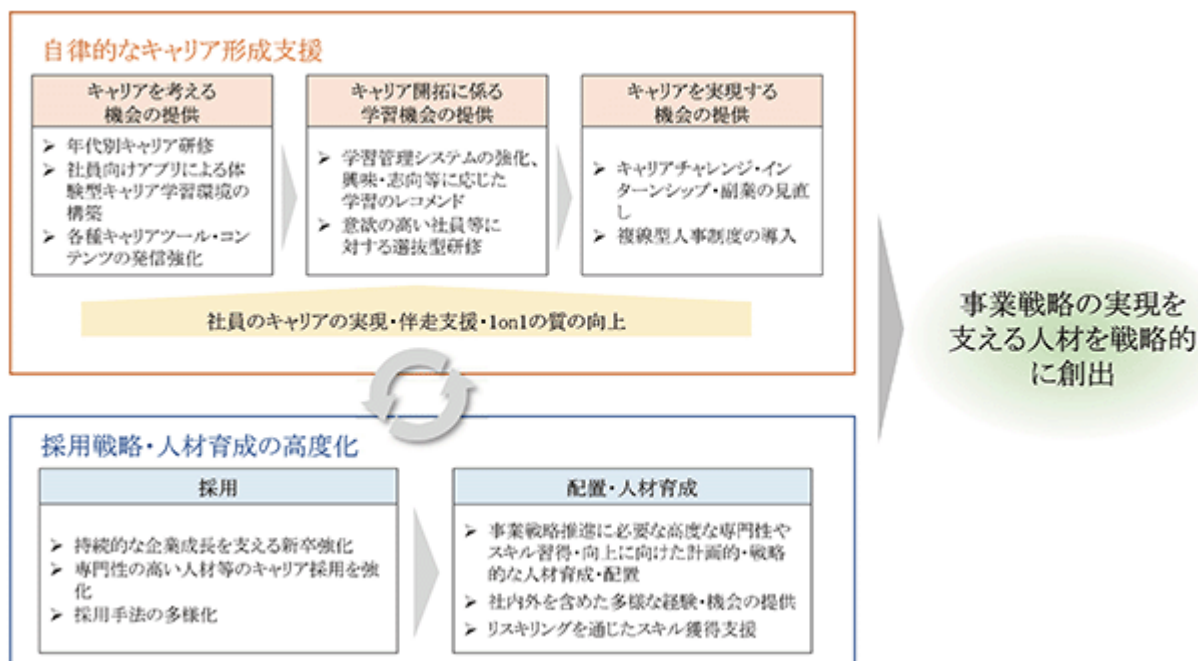 自律的なキャリア形成支援
キャリアを考える
機会の提供
➢ 年代別キャリア研修
➢ 社員向けアプリによる体
験型キャリア学習環境の
構築
➢ 各種キャリアツール・コン
テンツの発信強化
キャリア開拓に係る
学習機会の提供
➢ 学習管理システムの強化、
興味・志向等に応じた
学習のレコメンド
➢ 意欲の高い社員等に
対する選抜型研修
キャリアを実現する
機会の提供
➢ キャリアチャレンジ・イン
ターンシップ・副業の見直
し
➢ 複線型人事制度の導入
社員のキャリアの実現・伴走支援・1on1の質の向上
採用戦略・人材育成の高度化
採用
➢ 持続的な企業成長を支える新卒強化
➢ 専門性の高い人材等のキャリア採用を強
化
➢ 採用手法の多様化
配置・人材育成
➢ 事業戦略推進に必要な高度な専門性や
スキル習得・向上に向けた計画的・戦略
的な人材育成・配置
➢ 社内外を含めた多様な経験・機会の提供
➢ リスキリングを通じたスキル獲得支援
事業戦略の実現を
支える人材を戦略的
に創出